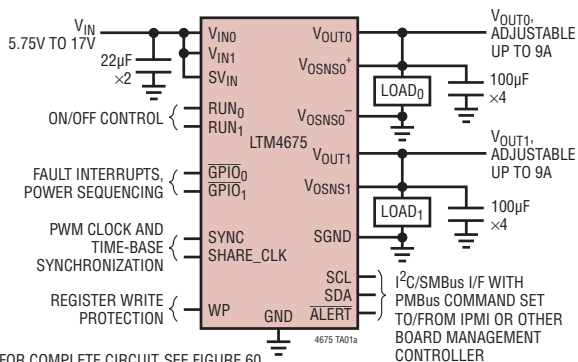 VIN
5.75V TO 17V
22µF
×2
ON/OFF CONTROL
FAULT INTERRUPTS,
POWER SEQUENCING
PWM CLOCK AND
TIME-BASE
SYNCHRONIZATION
REGISTER WRITE
PROTECTION
VIN0
VIN1
SVIN
RUN0
RUN1
GPIO0
GPIO1
SYNC
SHARE_CLK
WP
LTM4675
GND
VOUT0
VOSNS0+
VOSNS0–
VOUT1
VOSNS1
SGND
SCL
SDA
ALERT
LOAD0
LOAD1
VOUT0,
ADJUSTABLE
UP TO 9A
100µF
×4
VOUT1,
ADJUSTABLE
UP TO 9A
100µF
×4
I2C/SMBus I/F WITH
PMBus COMMAND SET
TO/FROM IPMI OR OTHER
BOARD MANAGEMENT
CONTROLLER
4675 TA01a
FOR COMPLETE CIRCUIT, SEE FIGURE 60